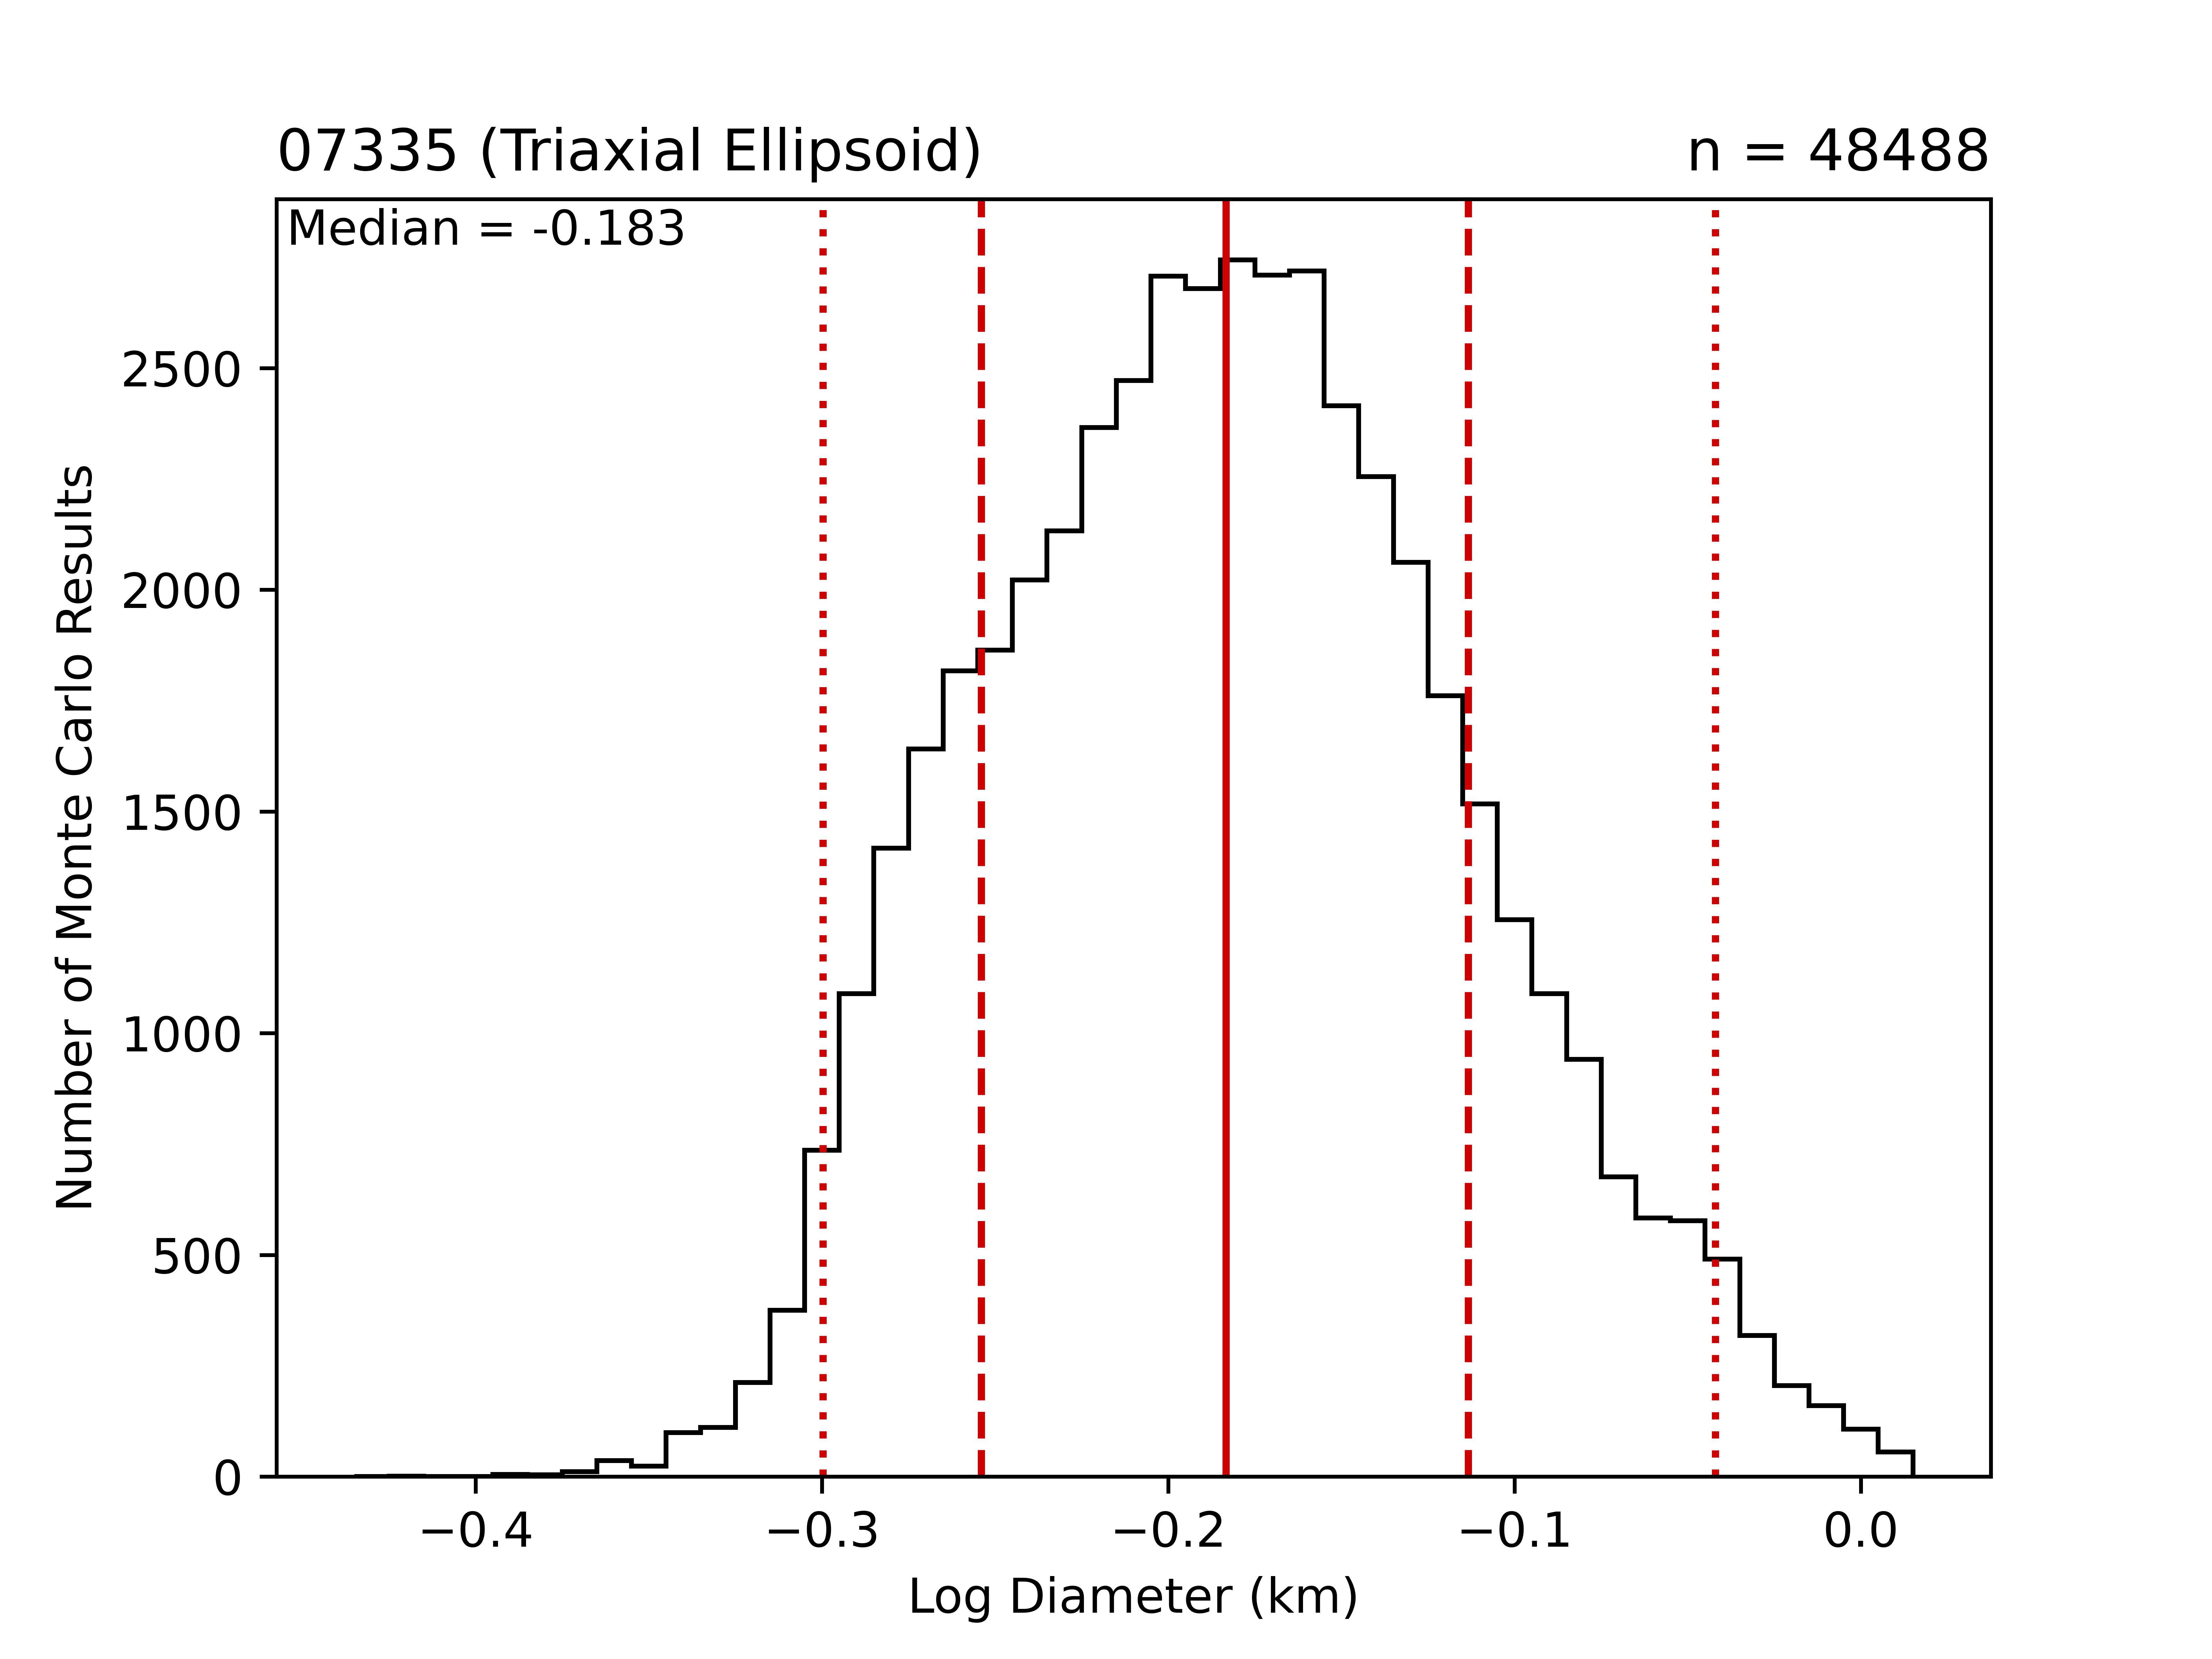 07335 (Triaxial Ellipsoid)
n = 48488
Median = -0.183
Number of Monte Carlo Results
2500
2000
1500
1000
500
0
−0.4
−0.3
−0.2
−0.1
0.0
Log Diameter (km)